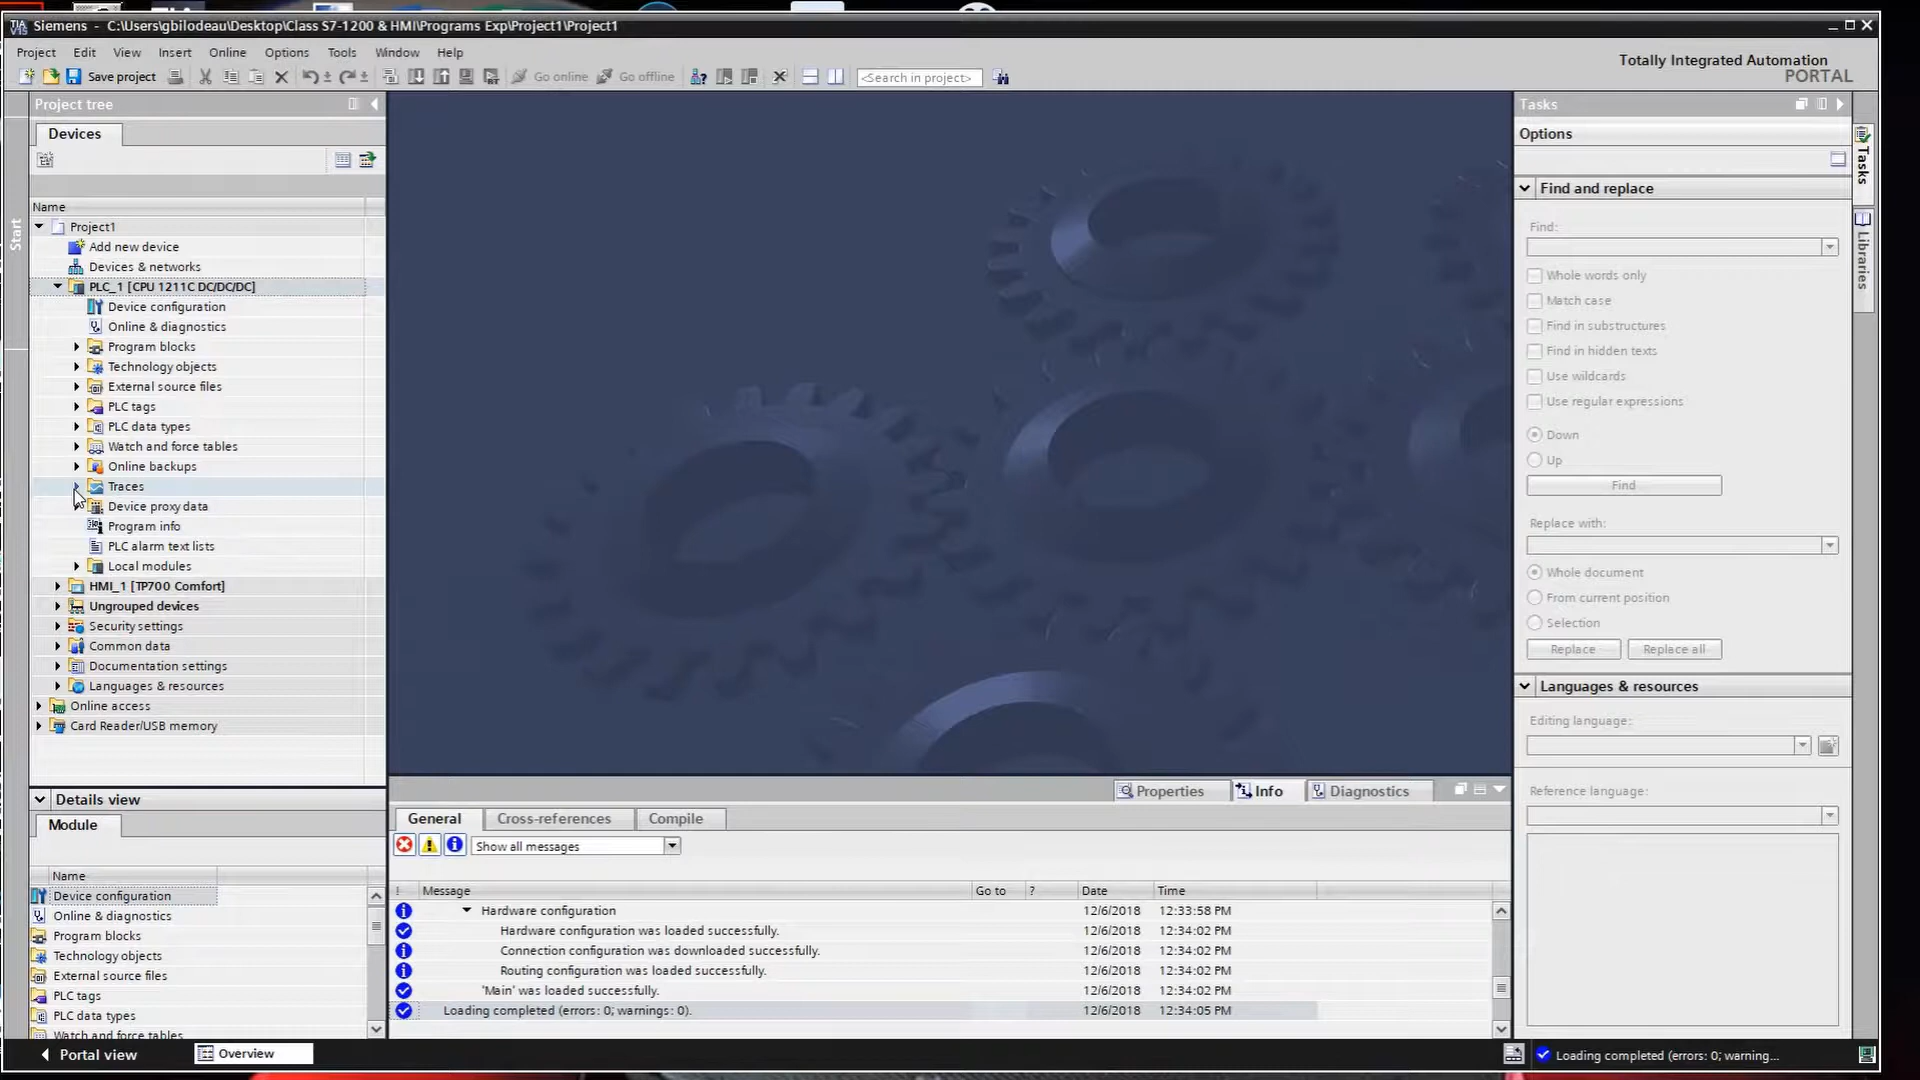 TIA V15 Siemens - C:\Users\gbilodeau\Desktop\Class S7-1200 & HMI\Programs Exp\Project1\Project1
Project Edit View Insert Online Options Tools Window Help
Totally Integrated Automation
PORTAL
Save project Go online Go offline <Search in project>
Project tree
Devices
Start
Name
Project1
Add new device
Devices & networks
PLC_1 [CPU 1211C DC/DC/DC]
Device configuration
Online & diagnostics
Program blocks
Technology objects
External source files
PLC tags
PLC data types
Watch and force tables
Online backups
Traces
Device proxy data
Program info
PLC alarm text lists
Local modules
HMI_1 [TP700 Comfort]
Ungrouped devices
Security settings
Common data
Documentation settings
Languages & resources
Online access
Card Reader/USB memory
Details view
Module
Name
Device configuration
Online & diagnostics
Program blocks
Technology objects
External source files
PLC tags
PLC data types
Watch and force tables
Properties Info Diagnostics
General Cross-references Compile
Show all messages
! Message Go to ? Date Time
Hardware configuration 12/6/2018 12:33:58 PM
Hardware configuration was loaded successfully. 12/6/2018 12:34:02 PM
Connection configuration was downloaded successfully. 12/6/2018 12:34:02 PM
Routing configuration was loaded successfully. 12/6/2018 12:34:02 PM
'Main' was loaded successfully. 12/6/2018 12:34:02 PM
Loading completed (errors: 0; warnings: 0). 12/6/2018 12:34:05 PM
Tasks
Options
Find and replace
Find:
Whole words only
Match case
Find in substructures
Find in hidden texts
Use wildcards
Use regular expressions
Down
Up
Find
Replace with:
Whole document
From current position
Selection
Replace Replace all
Languages & resources
Editing language:
Reference language:
Tasks
Libraries
Portal view Overview Loading completed (errors: 0; warning...